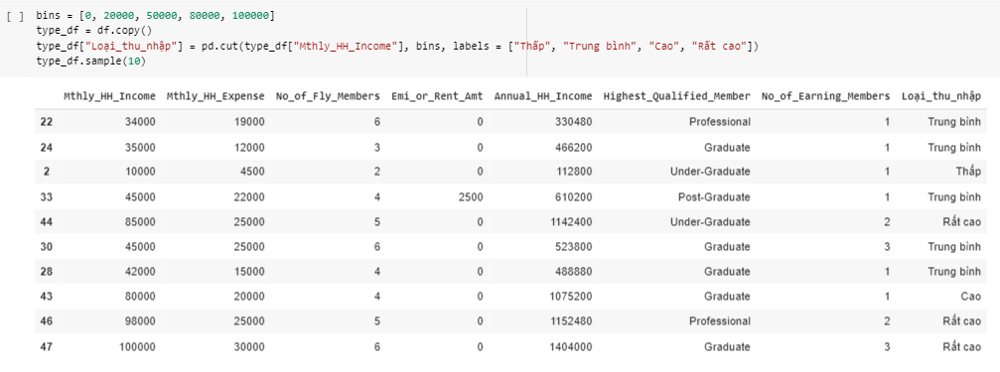 [ ] bins = [0, 20000, 50000, 80000, 100000]
type_df = df.copy()
type_df["Loại_thu_nhập"] = pd.cut(type_df["Mthly_HH_Income"], bins, labels = ["Thấp", "Trung bình", "Cao", "Rất cao"])
type_df.sample(10)
Mthly_HH_Income Mthly_HH_Expense No_of_Fly_Members Emi_or_Rent_Amt Annual_HH_Income Highest_Qualified_Member No_of_Earning_Members Loại_thu_nhập
22 34000 19000 6 0 330480 Professional 1 Trung bình
24 35000 12000 3 0 466200 Graduate 1 Trung bình
2 10000 4500 2 0 112800 Under-Graduate 1 Thấp
33 45000 22000 4 2500 610200 Post-Graduate 1 Trung bình
44 85000 25000 5 0 1142400 Under-Graduate 2 Rất cao
30 45000 25000 6 0 523800 Graduate 3 Trung bình
28 42000 15000 4 0 488880 Graduate 1 Trung bình
43 80000 20000 4 0 1075200 Graduate 1 Cao
46 98000 25000 5 0 1152480 Professional 2 Rất cao
47 100000 30000 6 0 1404000 Graduate 3 Rất cao